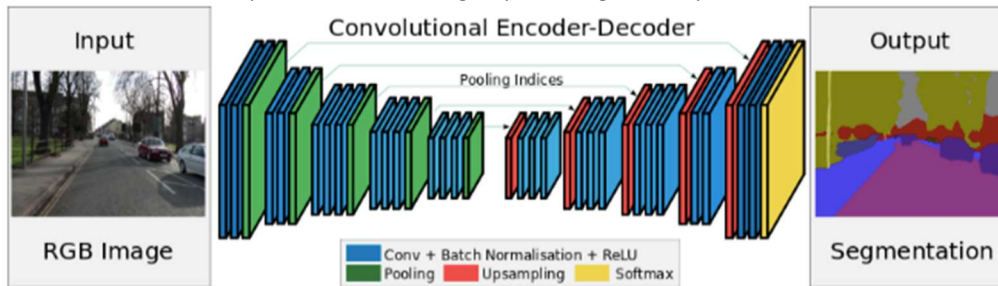 Input
Convolutional Encoder-Decoder
Output
Pooling Indices
RGB Image
Segmentation
Conv + Batch Normalisation + ReLU
Pooling
Upsampling
Softmax